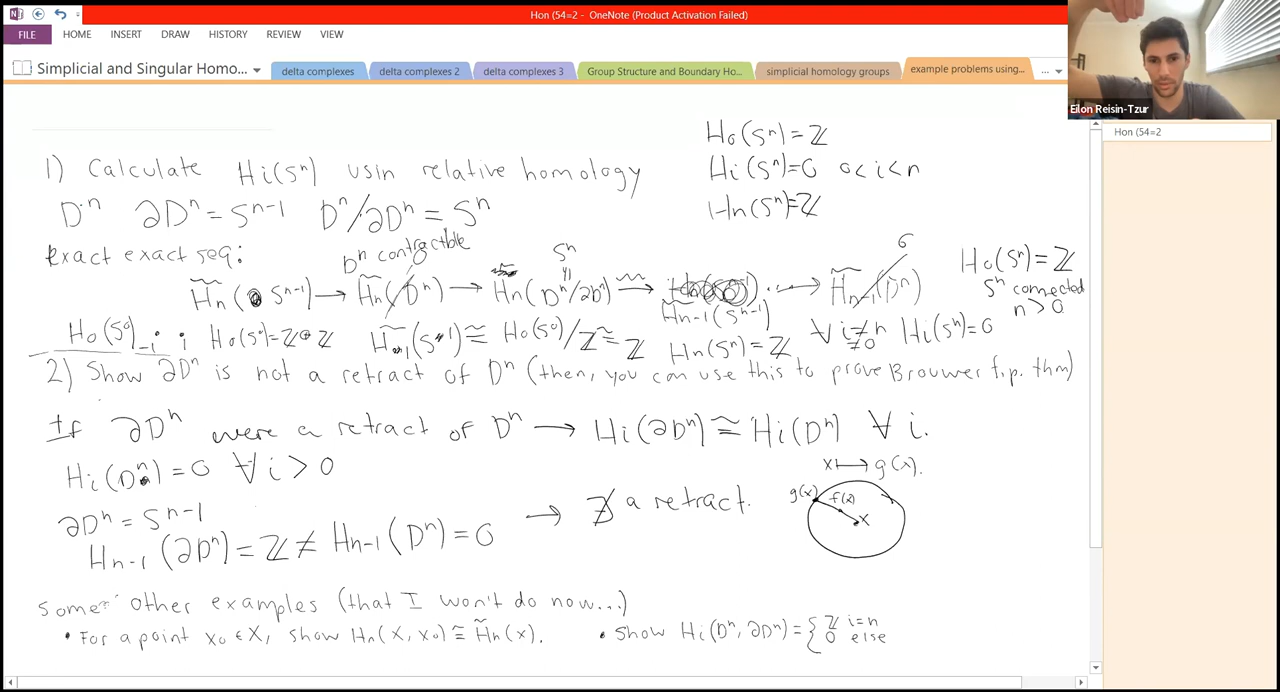 Hon (54=2 - OneNote (Product Activation Failed)
FILE HOME INSERT DRAW HISTORY REVIEW VIEW
Simplicial and Singular Homo...
delta complexes
delta complexes 2
delta complexes 3
Group Structure and Boundary Ho...
simplicial homology groups
example problems using...
...
Eilon Reisin-Tzur
Hon (54=2
H₀(Sⁿ)=ℤ
Hi(Sⁿ)=0 0<i<n
Hn(Sⁿ)=ℤ
1) Calculate Hi(Sⁿ) usin relative homology
Dⁿ ∂Dⁿ=Sⁿ⁻¹ Dⁿ/∂Dⁿ=Sⁿ
exact seq:
Dⁿ contractible
Sⁿ
H̃n(Sⁿ⁻¹) → H̃n(Dⁿ) → H̃n(Dⁿ/∂Dⁿ) → H̃n-1(Sⁿ⁻¹) → H̃n-1(Dⁿ)
0
H₀(Sⁿ)=ℤ
Sⁿ connected
n>0
H₀(S⁰) ; H₀(S⁰)=ℤ⊕ℤ ≅ H₀(S⁰)/ℤ≅ℤ
Hn(Sⁿ)=ℤ ∀i≠n Hi(Sⁿ)=0
≠0
2) Show ∂Dⁿ is not a retract of Dⁿ (then, you can use this to prove Brouwer f.p. thm)
If ∂Dⁿ were a retract of Dⁿ → Hi(∂Dⁿ)≅Hi(Dⁿ) ∀i.
Hi(Dⁿ)=0 ∀i>0
x↦g(x).
g(x)
f(x)
x
∂Dⁿ=Sⁿ⁻¹
Hn-1(∂Dⁿ)=ℤ≠Hn-1(Dⁿ)=0
→ ∄ a retract.
Some other examples (that I won't do now...)
• For a point x₀∈X, show Hn(X,x₀)≅H̃n(x).
• Show Hi(Dⁿ,∂Dⁿ)={ℤ i=n
0 else